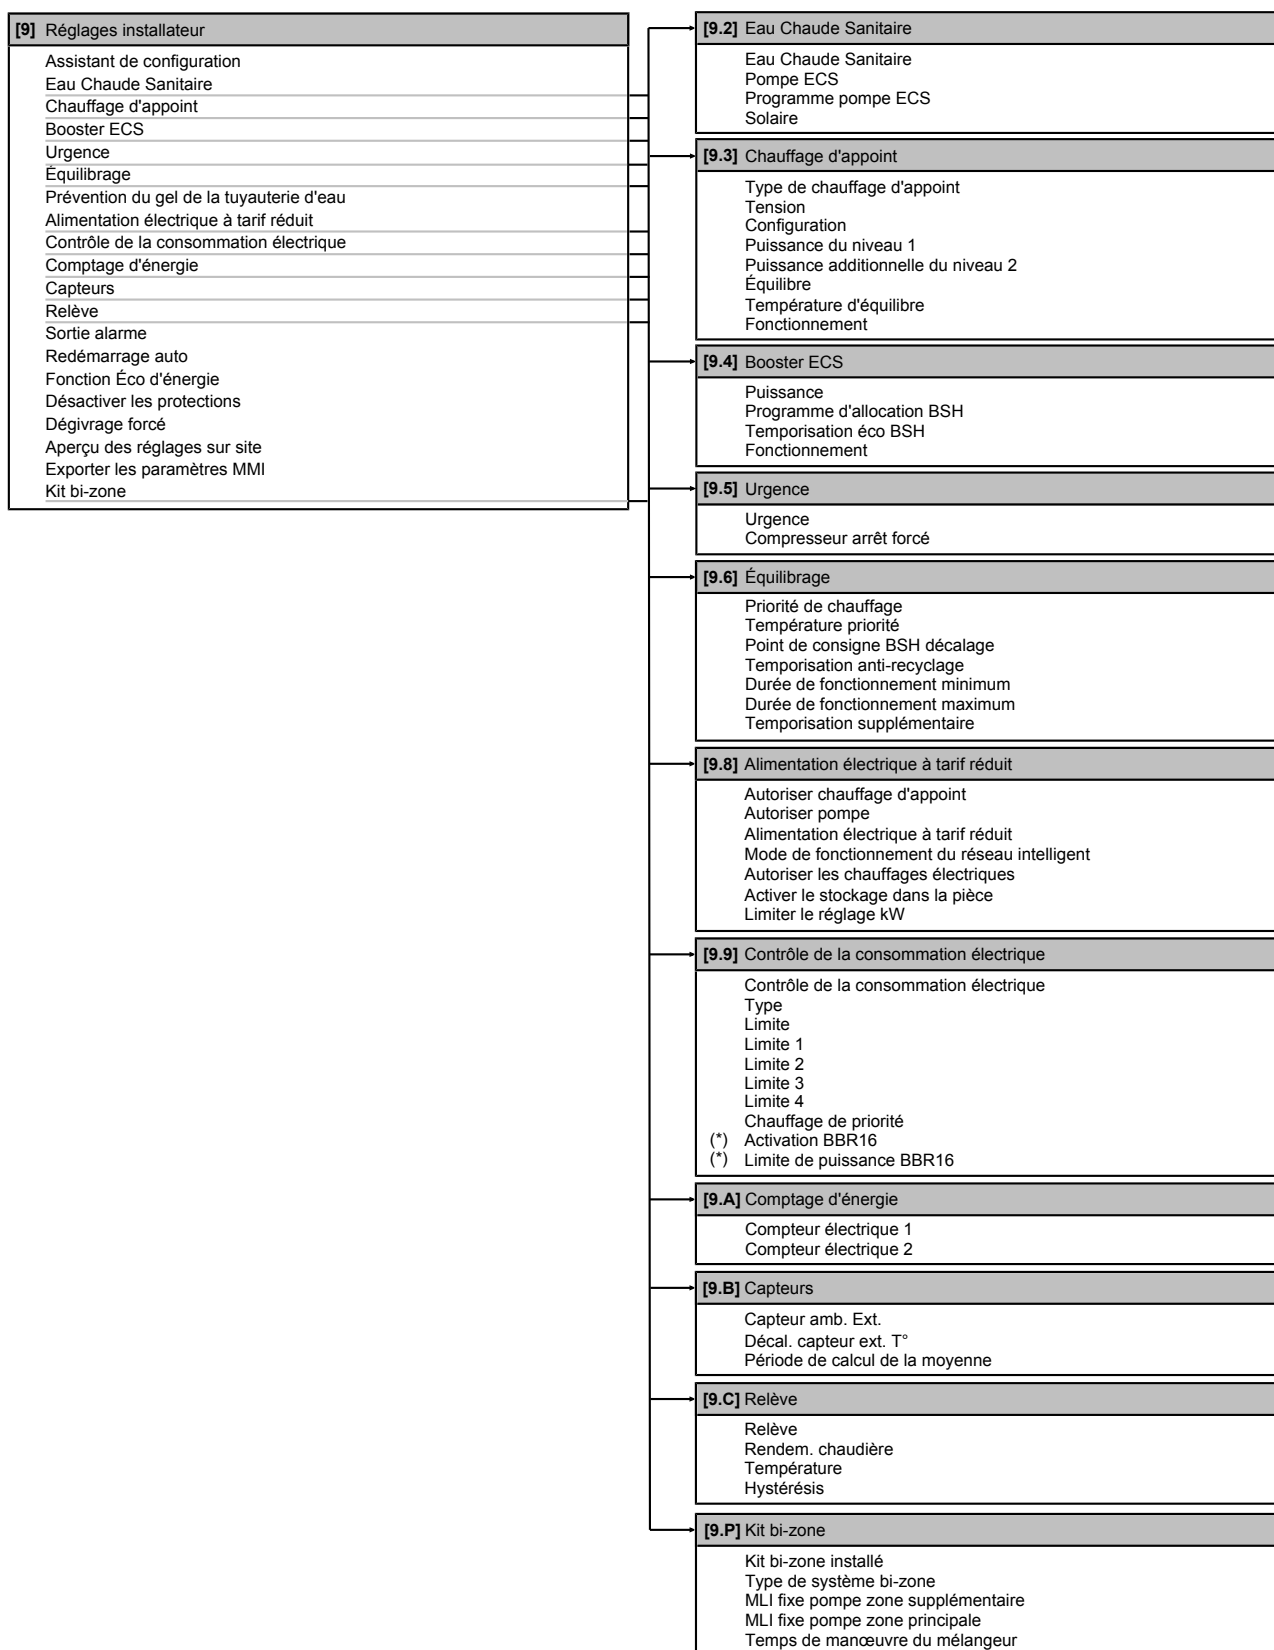 [9] Réglages installateur
Assistant de configuration
Eau Chaude Sanitaire
Chauffage d'appoint
Booster ECS
Urgence
Équilibrage
Prévention du gel de la tuyauterie d'eau
Alimentation électrique à tarif réduit
Contrôle de la consommation électrique
Comptage d'énergie
Capteurs
Relève
Sortie alarme
Redémarrage auto
Fonction Éco d'énergie
Désactiver les protections
Dégivrage forcé
Aperçu des réglages sur site
Exporter les paramètres MMI
Kit bi-zone
[9.2] Eau Chaude Sanitaire
Eau Chaude Sanitaire
Pompe ECS
Programme pompe ECS
Solaire
[9.3] Chauffage d'appoint
Type de chauffage d'appoint
Tension
Configuration
Puissance du niveau 1
Puissance additionnelle du niveau 2
Équilibre
Température d'équilibre
Fonctionnement
[9.4] Booster ECS
Puissance
Programme d'allocation BSH
Temporisation éco BSH
Fonctionnement
[9.5] Urgence
Urgence
Compresseur arrêt forcé
[9.6] Équilibrage
Priorité de chauffage
Température priorité
Point de consigne BSH décalage
Temporisation anti-recyclage
Durée de fonctionnement minimum
Durée de fonctionnement maximum
Temporisation supplémentaire
[9.8] Alimentation électrique à tarif réduit
Autoriser chauffage d'appoint
Autoriser pompe
Alimentation électrique à tarif réduit
Mode de fonctionnement du réseau intelligent
Autoriser les chauffages électriques
Activer le stockage dans la pièce
Limiter le réglage kW
[9.9] Contrôle de la consommation électrique
Contrôle de la consommation électrique
Type
Limite
Limite 1
Limite 2
Limite 3
Limite 4
Chauffage de priorité
(*) Activation BBR16
(*) Limite de puissance BBR16
[9.A] Comptage d'énergie
Compteur électrique 1
Compteur électrique 2
[9.B] Capteurs
Capteur amb. Ext.
Décal. capteur ext. T°
Période de calcul de la moyenne
[9.C] Relève
Relève
Rendem. chaudière
Température
Hystérésis
[9.P] Kit bi-zone
Kit bi-zone installé
Type de système bi-zone
MLI fixe pompe zone supplémentaire
MLI fixe pompe zone principale
Temps de manœuvre du mélangeur